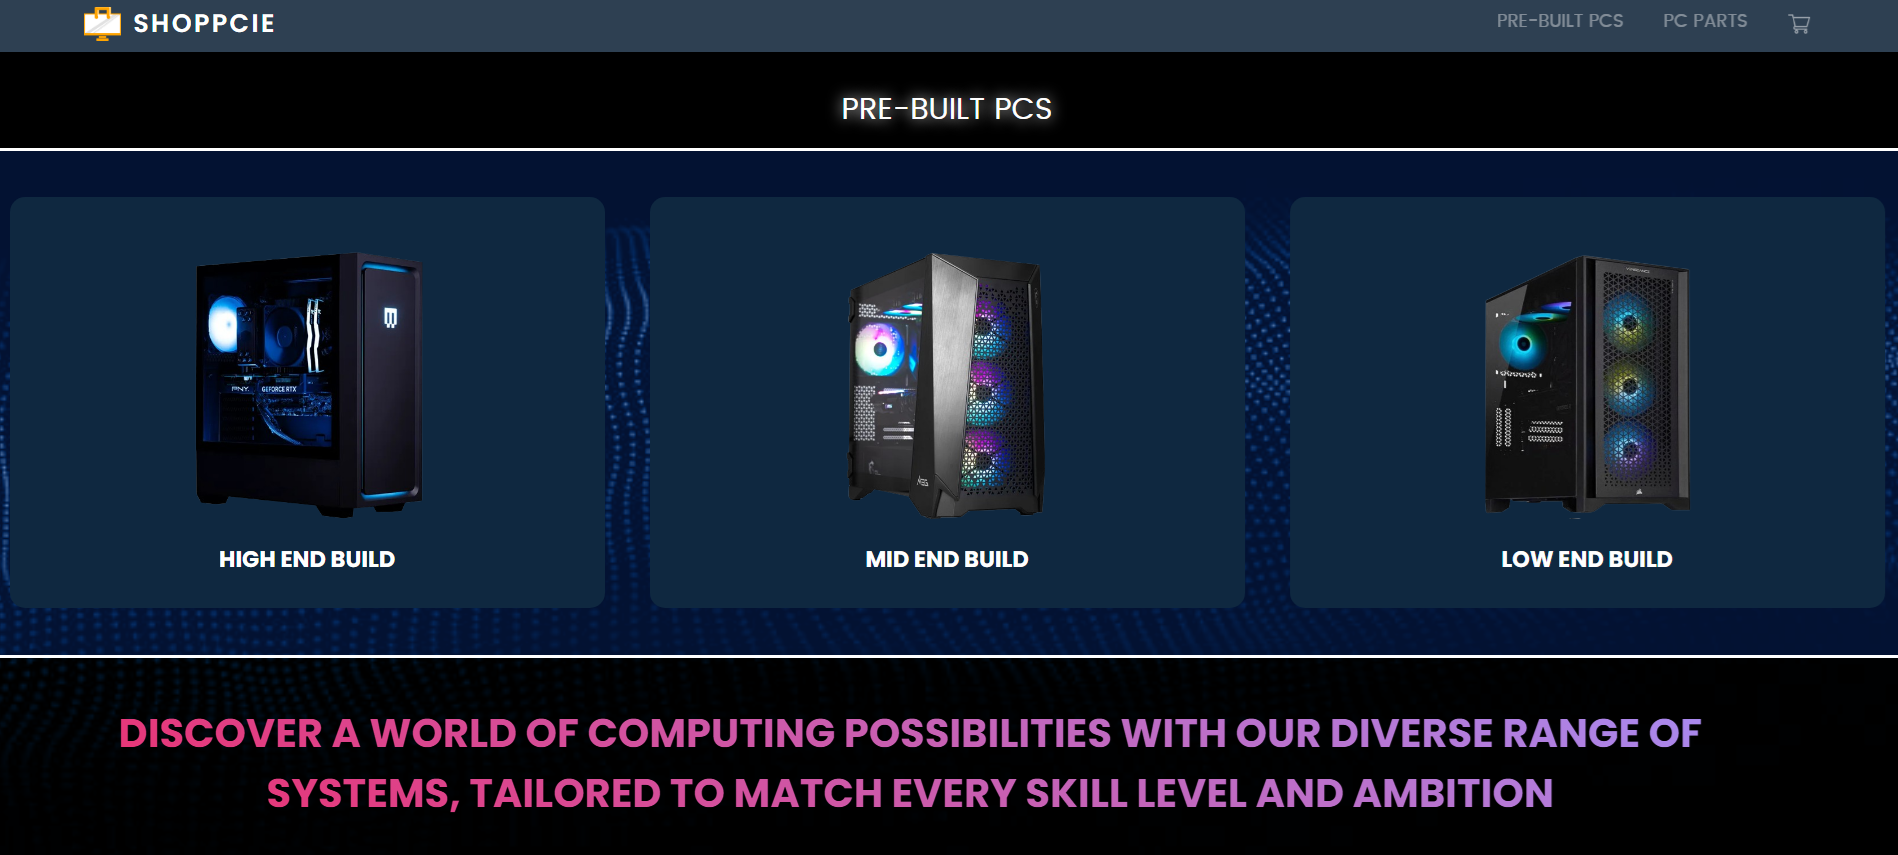 SHOPPCIE
PRE-BUILT PCS
PC PARTS
PRE-BUILT PCS
PNY.
GEFORCE RTX
HIGH END BUILD
MID END BUILD
LOW END BUILD
DISCOVER A WORLD OF COMPUTING POSSIBILITIES WITH OUR DIVERSE RANGE OF
SYSTEMS, TAILORED TO MATCH EVERY SKILL LEVEL AND AMBITION